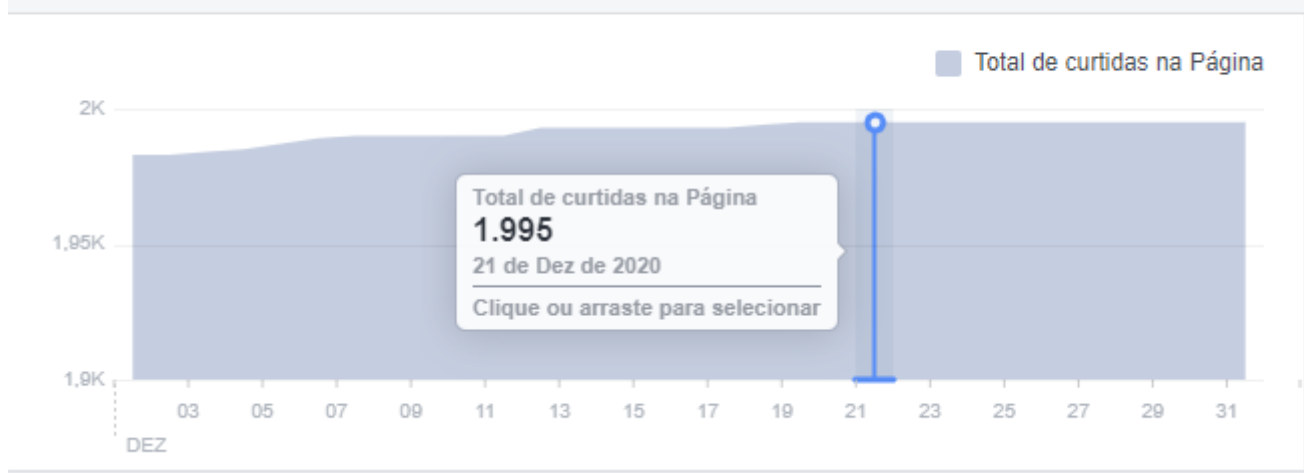 Total de curtidas na Página
2K
1,95K
1,9K
Total de curtidas na Página
1.995
21 de Dez de 2020
Clique ou arraste para selecionar
03 05 07 09 11 13 15 17 19 21 23 25 27 29 31
DEZ